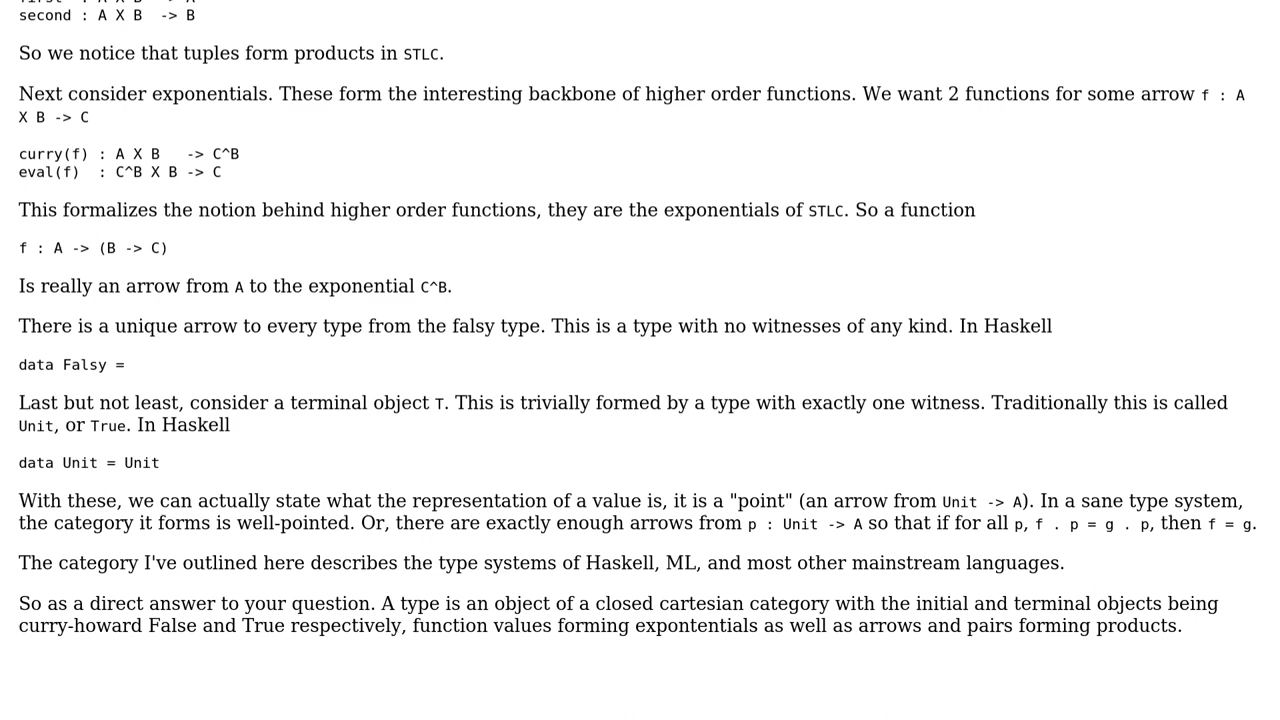 second : A X B  -> B
So we notice that tuples form products in STLC.
Next consider exponentials. These form the interesting backbone of higher order functions. We want 2 functions for some arrow f : A
X B -> C
curry(f) : A X B   -> C^B
eval(f)  : C^B X B -> C
This formalizes the notion behind higher order functions, they are the exponentials of STLC. So a function
f : A -> (B -> C)
Is really an arrow from A to the exponential C^B.
There is a unique arrow to every type from the falsy type. This is a type with no witnesses of any kind. In Haskell
data Falsy =
Last but not least, consider a terminal object T. This is trivially formed by a type with exactly one witness. Traditionally this is called
Unit, or True. In Haskell
data Unit = Unit
With these, we can actually state what the representation of a value is, it is a "point" (an arrow from Unit -> A). In a sane type system,
the category it forms is well-pointed. Or, there are exactly enough arrows from p : Unit -> A so that if for all p, f . p = g . p, then f = g.
The category I've outlined here describes the type systems of Haskell, ML, and most other mainstream languages.
So as a direct answer to your question. A type is an object of a closed cartesian category with the initial and terminal objects being
curry-howard False and True respectively, function values forming expontentials as well as arrows and pairs forming products.